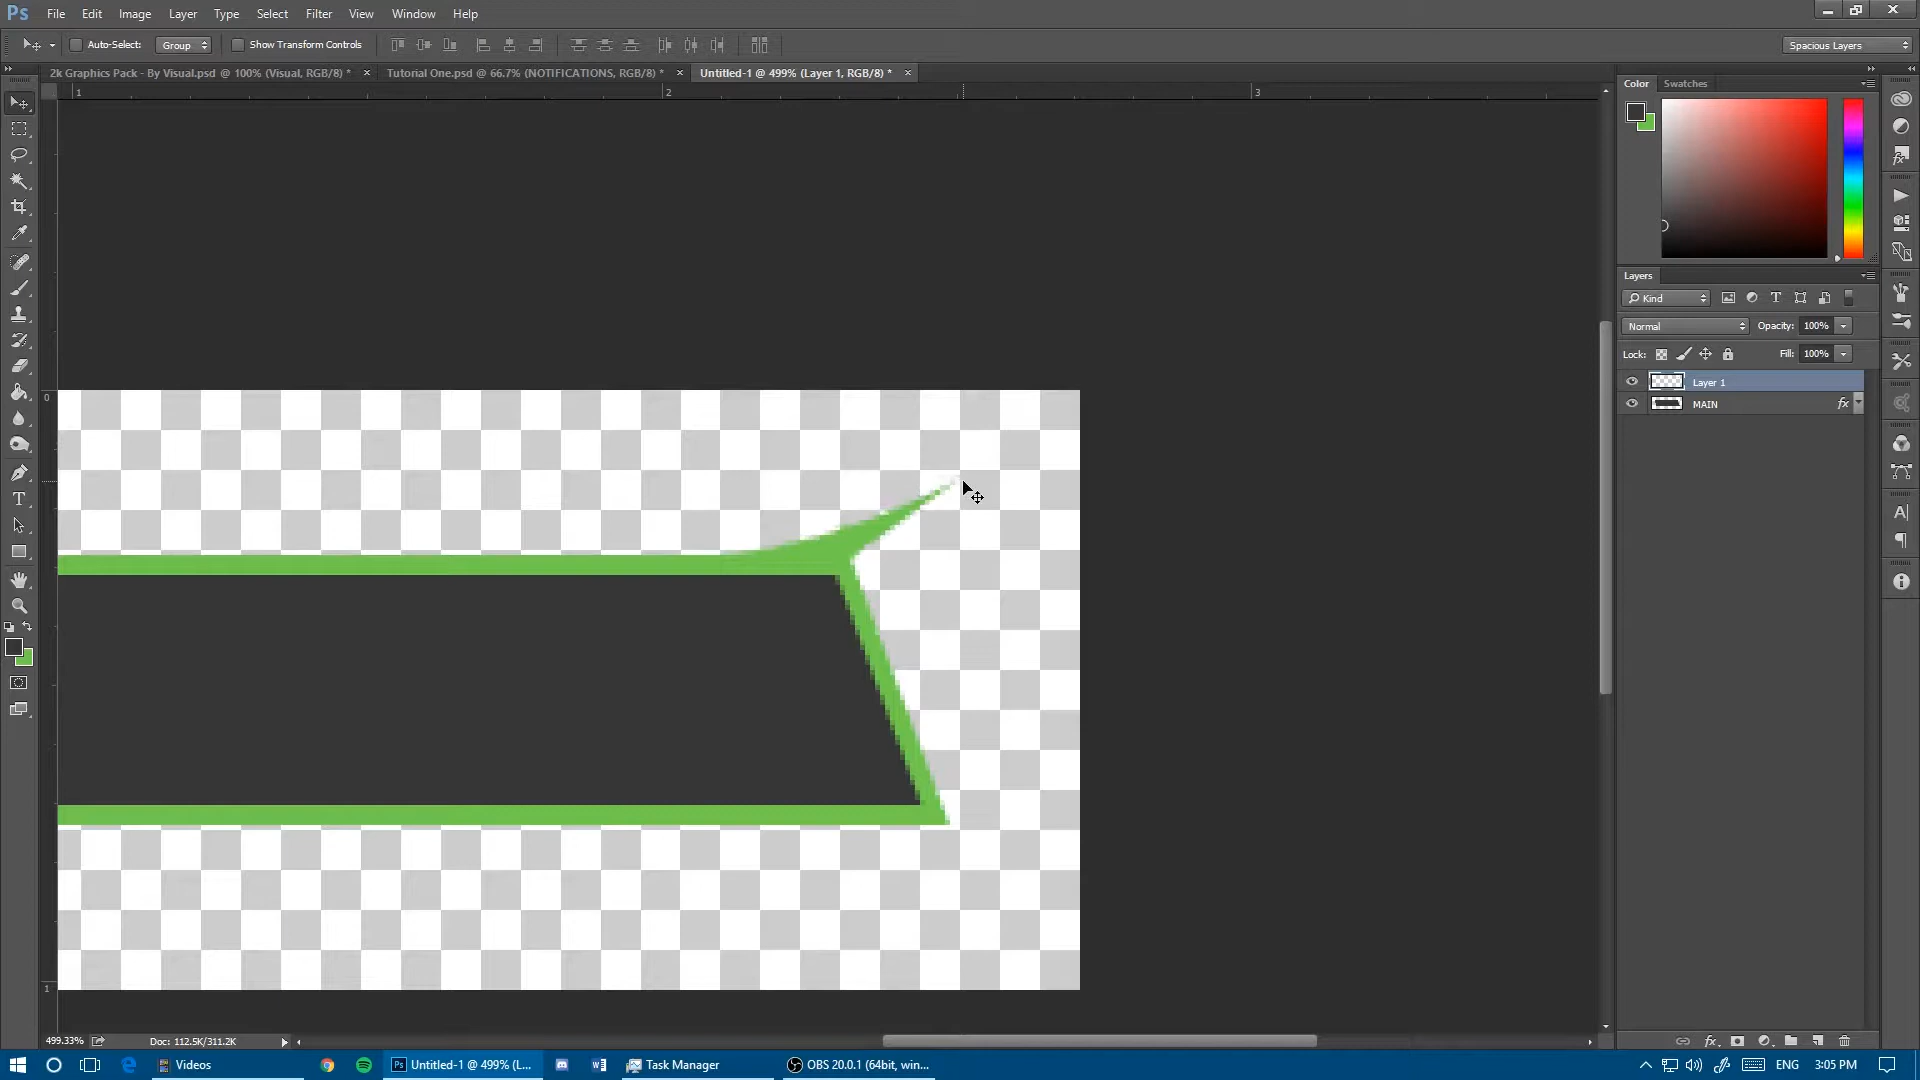 Ps File Edit Image Layer Type Select Filter View Window Help
Auto-Select: Group Show Transform Controls Spacious Layers
2k Graphics Pack - By Visual.psd @ 100% (Visual, RGB/8) * × Tutorial One.psd @ 66.7% (NOTIFICATIONS, RGB/8) * × Untitled-1 @ 499% (Layer 1, RGB/8) * ×
1 2 3
Color Swatches
Layers
Kind
Normal Opacity: 100%
Lock: Fill: 100%
Layer 1
MAIN fx
0
1
499.33% Doc: 112.5K/311.2K
Videos Untitled-1 @ 499% (L... Task Manager OBS 20.0.1 (64bit, win... ENG 3:05 PM